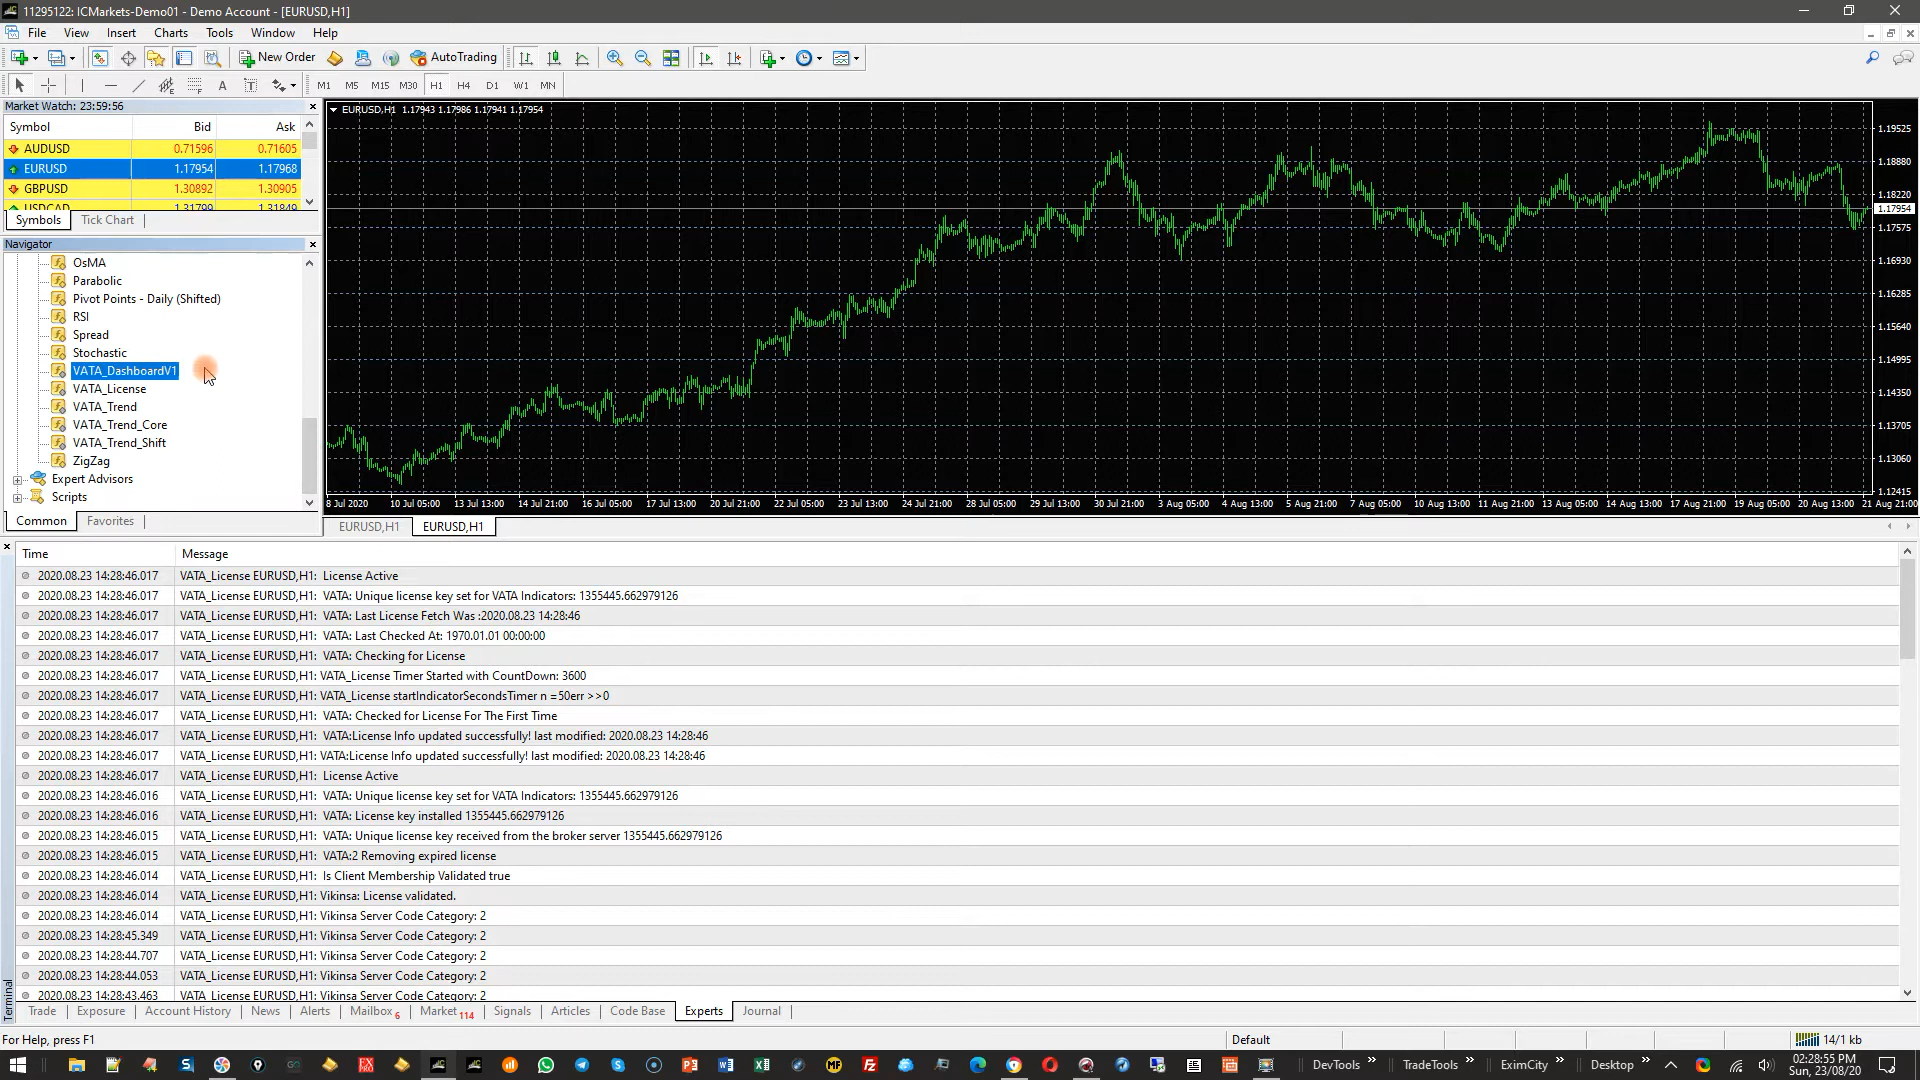 11295122: ICMarkets-Demo01 - Demo Account - [EURUSD,H1]
File View Insert Charts Tools Window Help
New Order AutoTrading
A T M1 M5 M15 M30 H1 H4 D1 W1 MN
Market Watch: 23:59:56
Symbol Bid Ask
AUDUSD 0.71596 0.71605
EURUSD 1.17954 1.17968
GBPUSD 1.30892 1.30905
USDCAD 1.31799 1.31849
Symbols Tick Chart
Navigator
OsMA
Parabolic
Pivot Points - Daily (Shifted)
RSI
Spread
Stochastic
VATA_DashboardV1
VATA_License
VATA_Trend
VATA_Trend_Core
VATA_Trend_Shift
ZigZag
Expert Advisors
Scripts
Common Favorites
EURUSD,H1 1.17943 1.17986 1.17941 1.17954
1.19525
1.18880
1.18220
1.17954
1.17575
1.16930
1.16285
1.15640
1.14995
1.14350
1.13705
1.13060
1.12415
8 Jul 2020 10 Jul 05:00 13 Jul 13:00 14 Jul 21:00 16 Jul 05:00 17 Jul 13:00 20 Jul 21:00 22 Jul 05:00 23 Jul 13:00 24 Jul 21:00 28 Jul 05:00 29 Jul 13:00 30 Jul 21:00 3 Aug 05:00 4 Aug 13:00 5 Aug 21:00 7 Aug 05:00 10 Aug 13:00 11 Aug 21:00 13 Aug 05:00 14 Aug 13:00 17 Aug 21:00 19 Aug 05:00 20 Aug 13:00 21 Aug 21:00
EURUSD,H1 EURUSD,H1
Time Message
2020.08.23 14:28:46.017 VATA_License EURUSD,H1: License Active
2020.08.23 14:28:46.017 VATA_License EURUSD,H1: VATA: Unique license key set for VATA Indicators: 1355445.662979126
2020.08.23 14:28:46.017 VATA_License EURUSD,H1: VATA: Last License Fetch Was :2020.08.23 14:28:46
2020.08.23 14:28:46.017 VATA_License EURUSD,H1: VATA: Last Checked At: 1970.01.01 00:00:00
2020.08.23 14:28:46.017 VATA_License EURUSD,H1: VATA: Checking for License
2020.08.23 14:28:46.017 VATA_License EURUSD,H1: VATA_License Timer Started with CountDown: 3600
2020.08.23 14:28:46.017 VATA_License EURUSD,H1: VATA_License startIndicatorSecondsTimer n =50err >>0
2020.08.23 14:28:46.017 VATA_License EURUSD,H1: VATA: Checked for License For The First Time
2020.08.23 14:28:46.017 VATA_License EURUSD,H1: VATA:License Info updated successfully! last modified: 2020.08.23 14:28:46
2020.08.23 14:28:46.017 VATA_License EURUSD,H1: VATA:License Info updated successfully! last modified: 2020.08.23 14:28:46
2020.08.23 14:28:46.017 VATA_License EURUSD,H1: License Active
2020.08.23 14:28:46.016 VATA_License EURUSD,H1: VATA: Unique license key set for VATA Indicators: 1355445.662979126
2020.08.23 14:28:46.016 VATA_License EURUSD,H1: VATA: License key installed 1355445.662979126
2020.08.23 14:28:46.015 VATA_License EURUSD,H1: VATA: Unique license key received from the broker server 1355445.662979126
2020.08.23 14:28:46.015 VATA_License EURUSD,H1: VATA:2 Removing expired license
2020.08.23 14:28:46.014 VATA_License EURUSD,H1: Is Client Membership Validated true
2020.08.23 14:28:46.014 VATA_License EURUSD,H1: Vikinsa: License validated.
2020.08.23 14:28:46.014 VATA_License EURUSD,H1: Vikinsa Server Code Category: 2
2020.08.23 14:28:45.349 VATA_License EURUSD,H1: Vikinsa Server Code Category: 2
2020.08.23 14:28:44.707 VATA_License EURUSD,H1: Vikinsa Server Code Category: 2
2020.08.23 14:28:44.053 VATA_License EURUSD,H1: Vikinsa Server Code Category: 2
2020.08.23 14:28:43.463 VATA_License EURUSD,H1: Vikinsa Server Code Category: 2
Terminal
Trade Exposure Account History News Alerts Mailbox 6 Market 114 Signals Articles Code Base Experts Journal
For Help, press F1 Default 14/1 kb
DevTools TradeTools EximCity Desktop 02:28:55 PM
Sun, 23/08/20